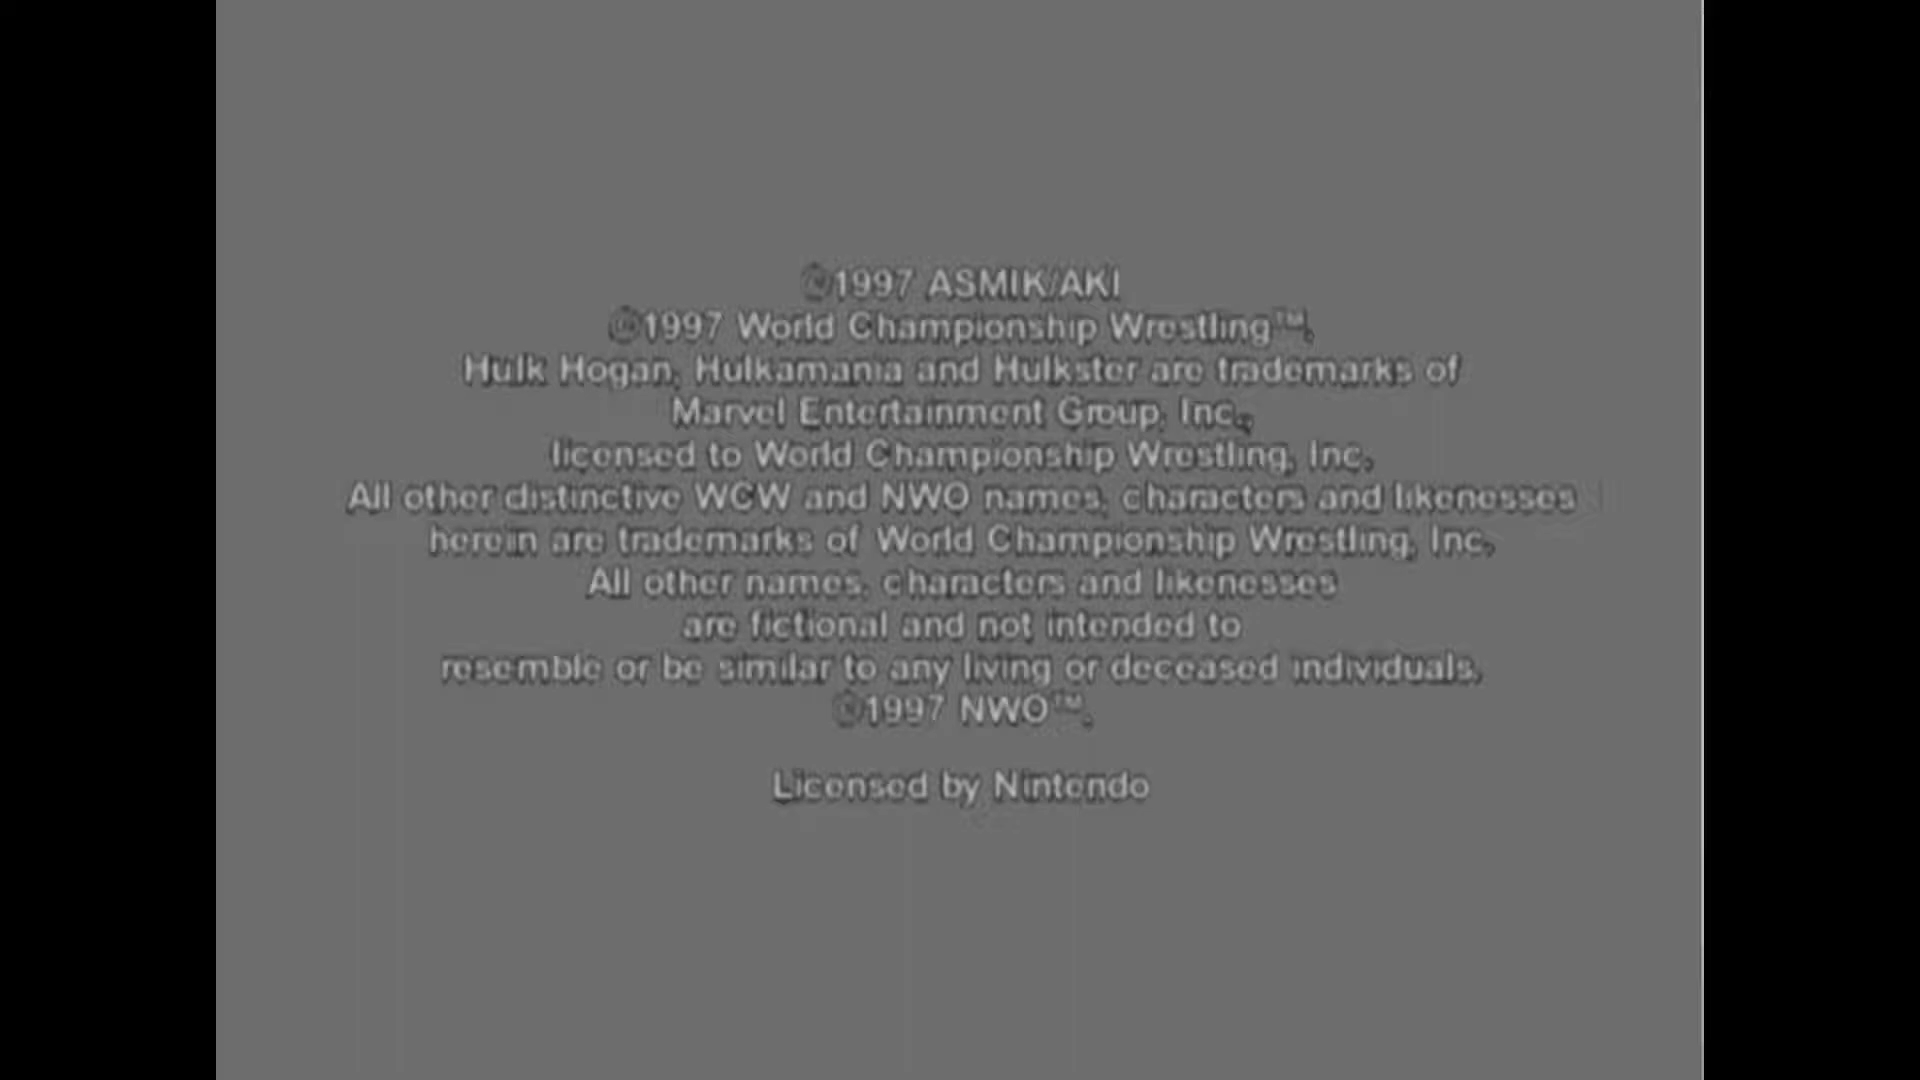 ©1997 ASMIK/AKI
©1997 World Championship Wrestling™.
Hulk Hogan, Hulkamania and Hulkster are trademarks of
Marvel Entertainment Group, Inc.,
licensed to World Championship Wrestling, Inc.
All other distinctive WCW and NWO names, characters and likenesses
herein are trademarks of World Championship Wrestling, Inc.
All other names, characters and likenesses
are fictional and not intended to
resemble or be similar to any living or deceased individuals.
©1997 NWO™.
Licensed by Nintendo